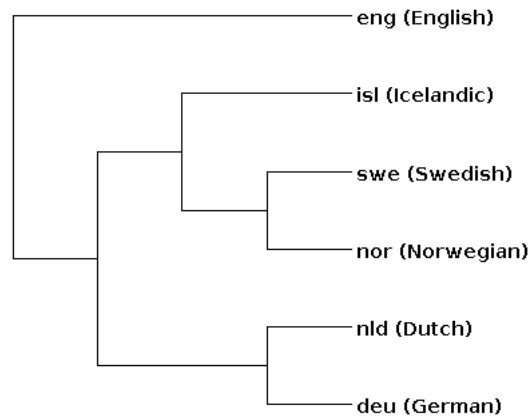 eng (English)
isl (Icelandic)
swe (Swedish)
nor (Norwegian)
nld (Dutch)
deu (German)